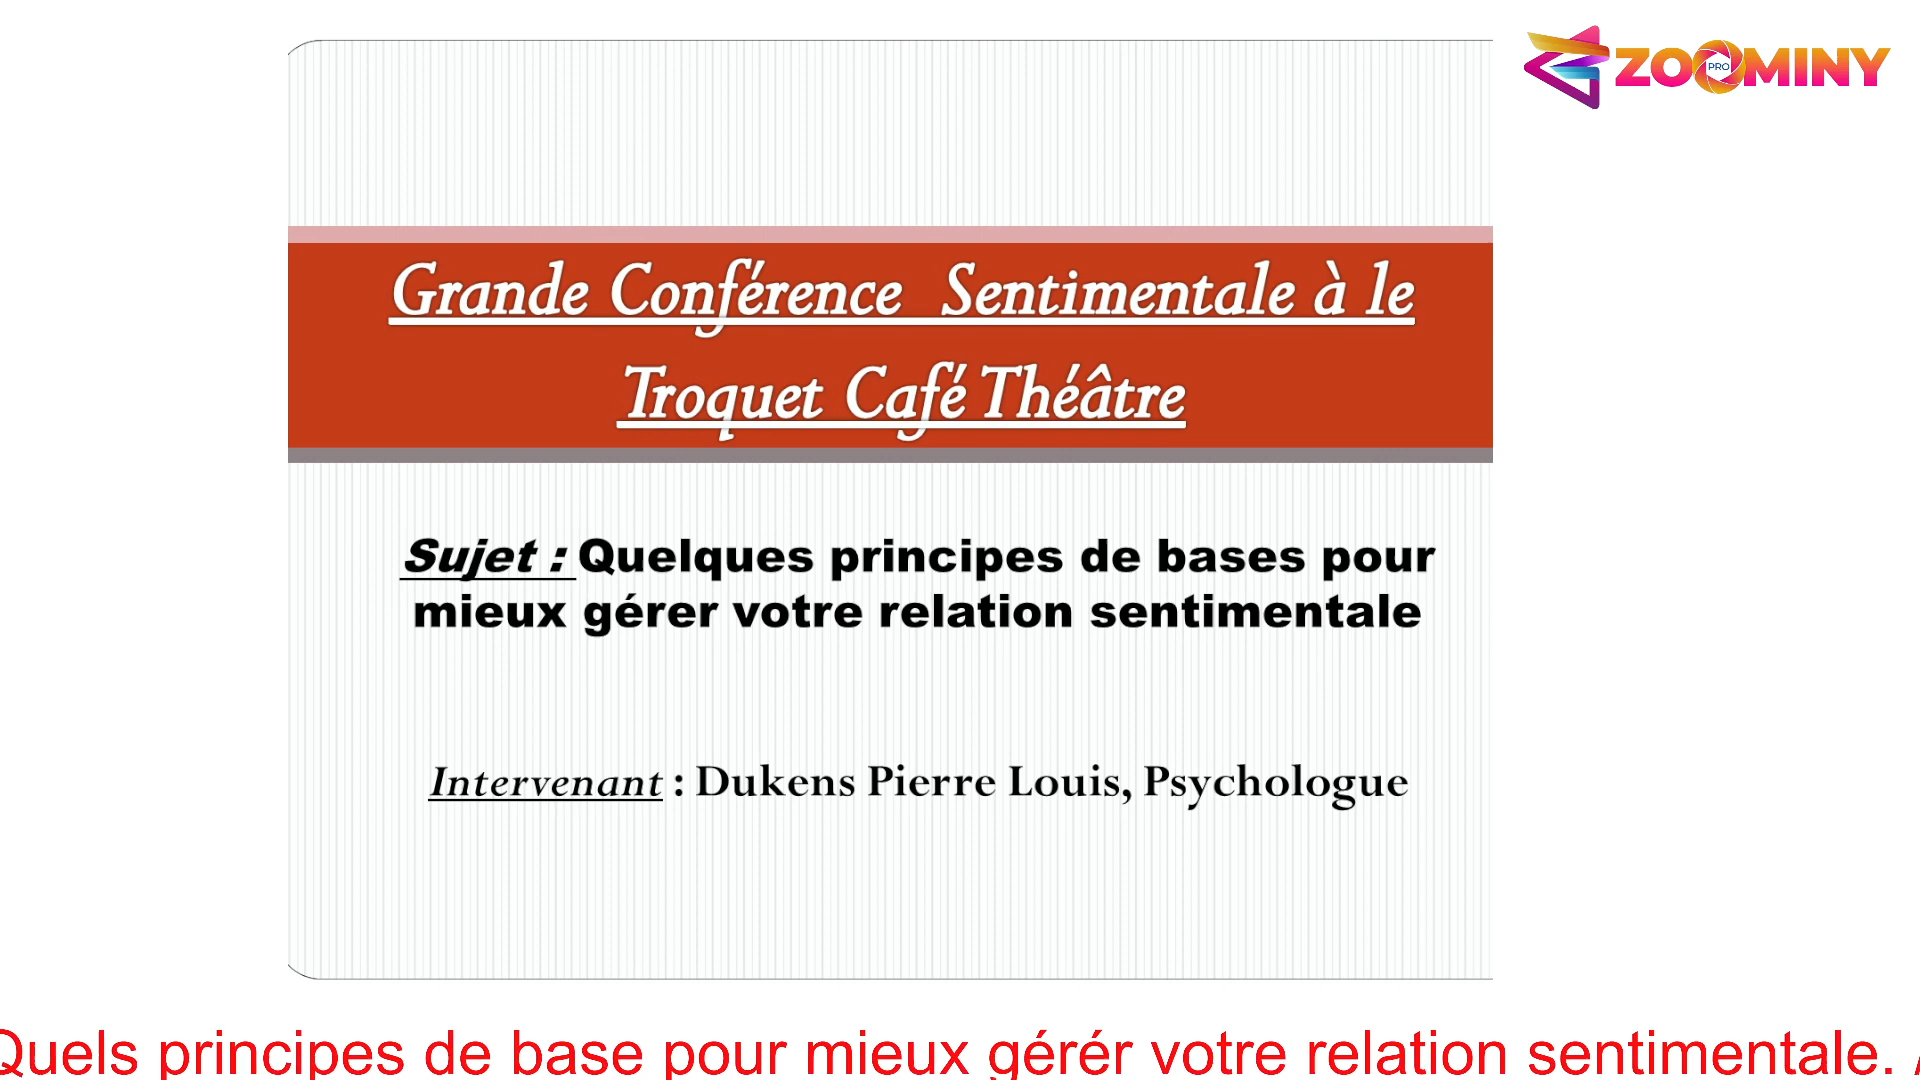 ZOOMINY
PRO
Grande Conférence Sentimentale à le
Troquet Café Théâtre
Sujet : Quelques principes de bases pour
mieux gérer votre relation sentimentale
Intervenant : Dukens Pierre Louis, Psychologue
Quels principes de base pour mieux gérér votre relation sentimentale.